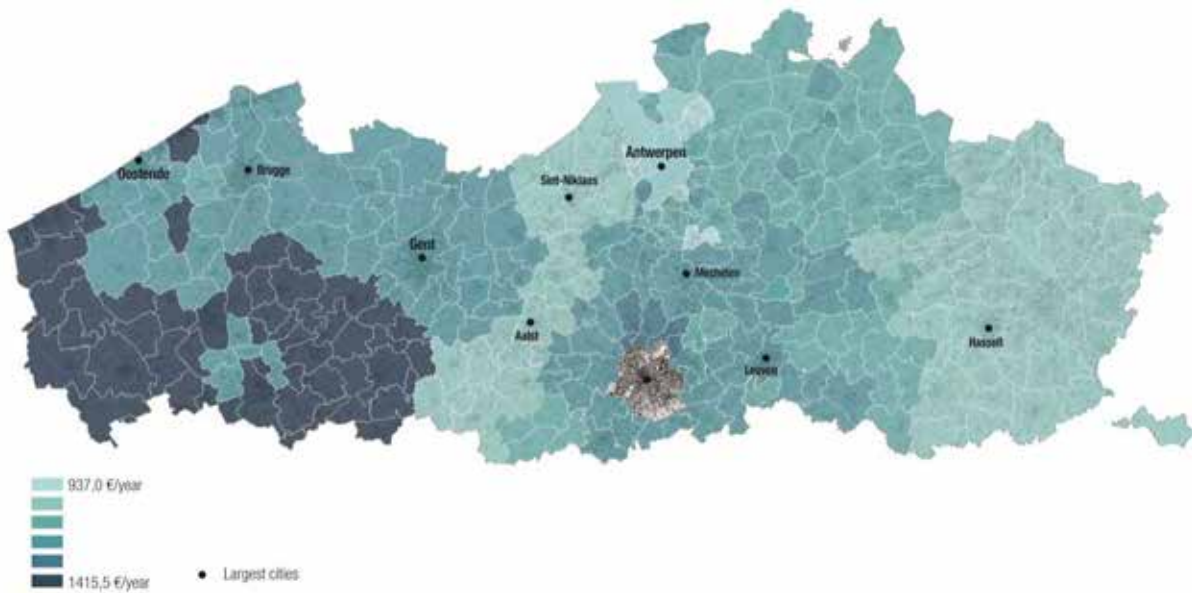 Oostende
Brugge
Antwerpen
Sint-Niklaas
Gent
Mechelen
Aalst
Leuven
Hasselt
937,0 €/year
1415,5 €/year
Largest cities